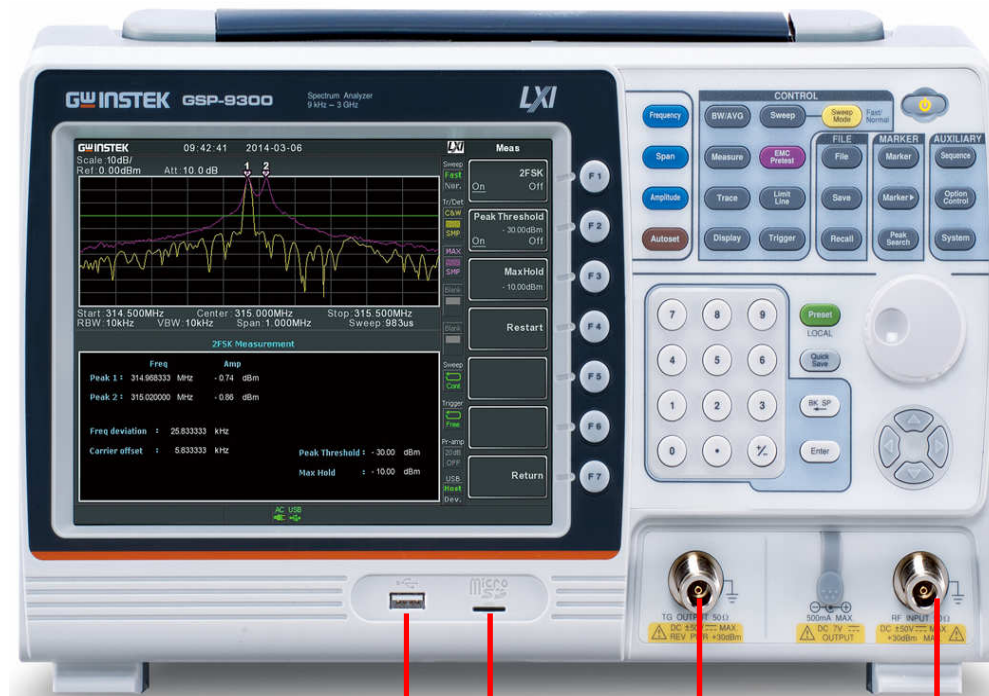 GW INSTEK GSP-9300 Spectrum Analyzer
9 kHz – 3 GHz
LXI
GW INSTEK 09:42:41 2014-03-06 LXI
Scale:10dB/
Ref:0.00dBm Att:10.0 dB
1 2
Start:314.500MHz Center:315.000MHz Stop:315.500MHz
RBW:10kHz VBW:10kHz Span:1.000MHz Sweep:983us
2FSK Measurement
Freq Amp
Peak 1: 314.968333 MHz -0.74 dBm
Peak 2: 315.020000 MHz -0.86 dBm
Freq deviation : 25.833333 kHz
Carrier offset : 5.833333 kHz
Peak Threshold: -30.00 dBm
Max Hold : -10.00 dBm
AC USB
Sweep
Fast
Nor.
Tr/Det
C&W
SMP
MAX
SMP
Blank
Blank
Sweep
Cont
Trigger
Free
Pr-amp
20dB
OFF
USB
Host
Dev.
Meas
2FSK
On Off
Peak Threshold
-30.00dBm
On Off
MaxHold
-10.00dBm
Restart
Return
F 1
F 2
F 3
F 4
F 5
F 6
F 7
CONTROL
Frequency BW/AVG Sweep Sweep Mode Fast/
Normal
FILE MARKER AUXILIARY
Span Measure EMC Pretest File Marker Sequence
Amplitude Trace Limit Line Save Marker▶ Option Control
Autoset Display Trigger Recall Peak Search System
7 8 9 Preset
LOCAL
4 5 6 Quick Save
1 2 3 BK SP
0 • +/- Enter
micro
SD
TG OUTPUT 50Ω
DC ±50V MAX
REV PWR +30dBm
500mA MAX
DC 7V
OUTPUT
RF INPUT 50Ω
DC ±50V MAX
+30dBm MAX